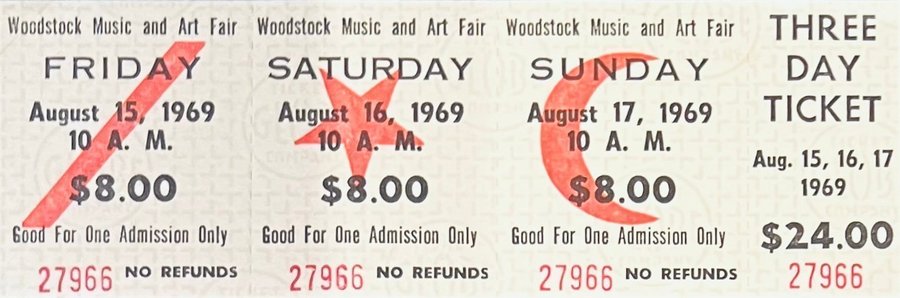 Woodstock Music and Art Fair
FRIDAY
August 15, 1969
10 A. M.
$8.00
Good For One Admission Only
27966 NO REFUNDS
Woodstock Music and Art Fair
SATURDAY
August 16, 1969
10 A. M.
$8.00
Good For One Admission Only
27966 NO REFUNDS
Woodstock Music and Art Fair
SUNDAY
August 17, 1969
10 A. M.
$8.00
Good For One Admission Only
27966 NO REFUNDS
THREE
DAY
TICKET
Aug. 15, 16, 17
1969
$24.00
27966